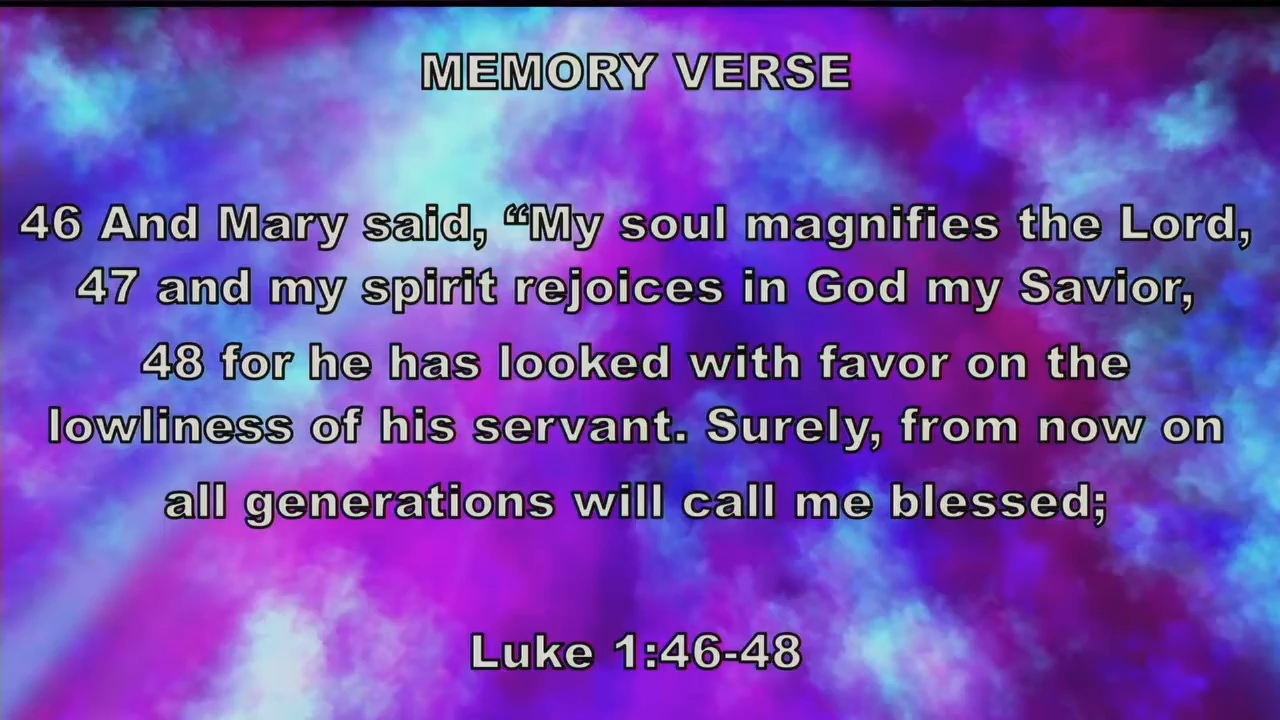 MEMORY VERSE
46 And Mary said, “My soul magnifies the Lord,
47 and my spirit rejoices in God my Savior,
48 for he has looked with favor on the
lowliness of his servant. Surely, from now on
all generations will call me blessed;
Luke 1:46-48